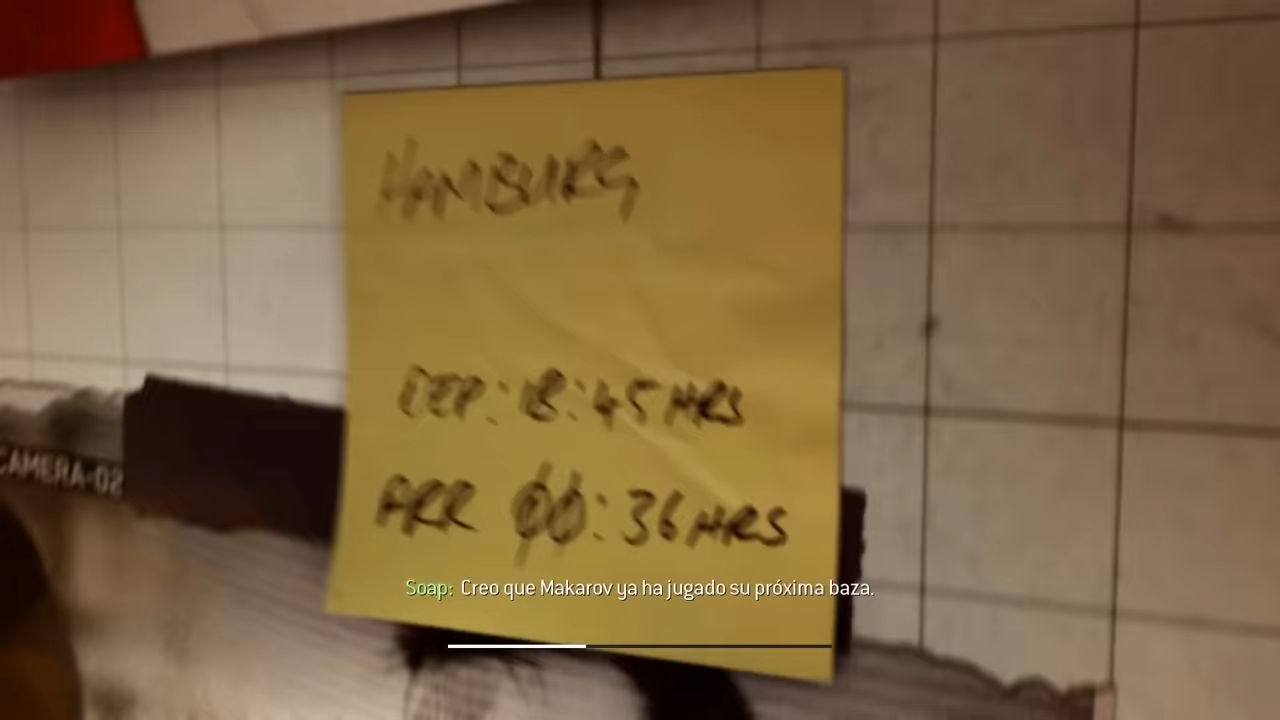 HAMBURG
DEP: 18:45 HRS
ARR 00:36 HRS
CAMERA-02
Soap: Creo que Makarov ya ha jugado su próxima baza.